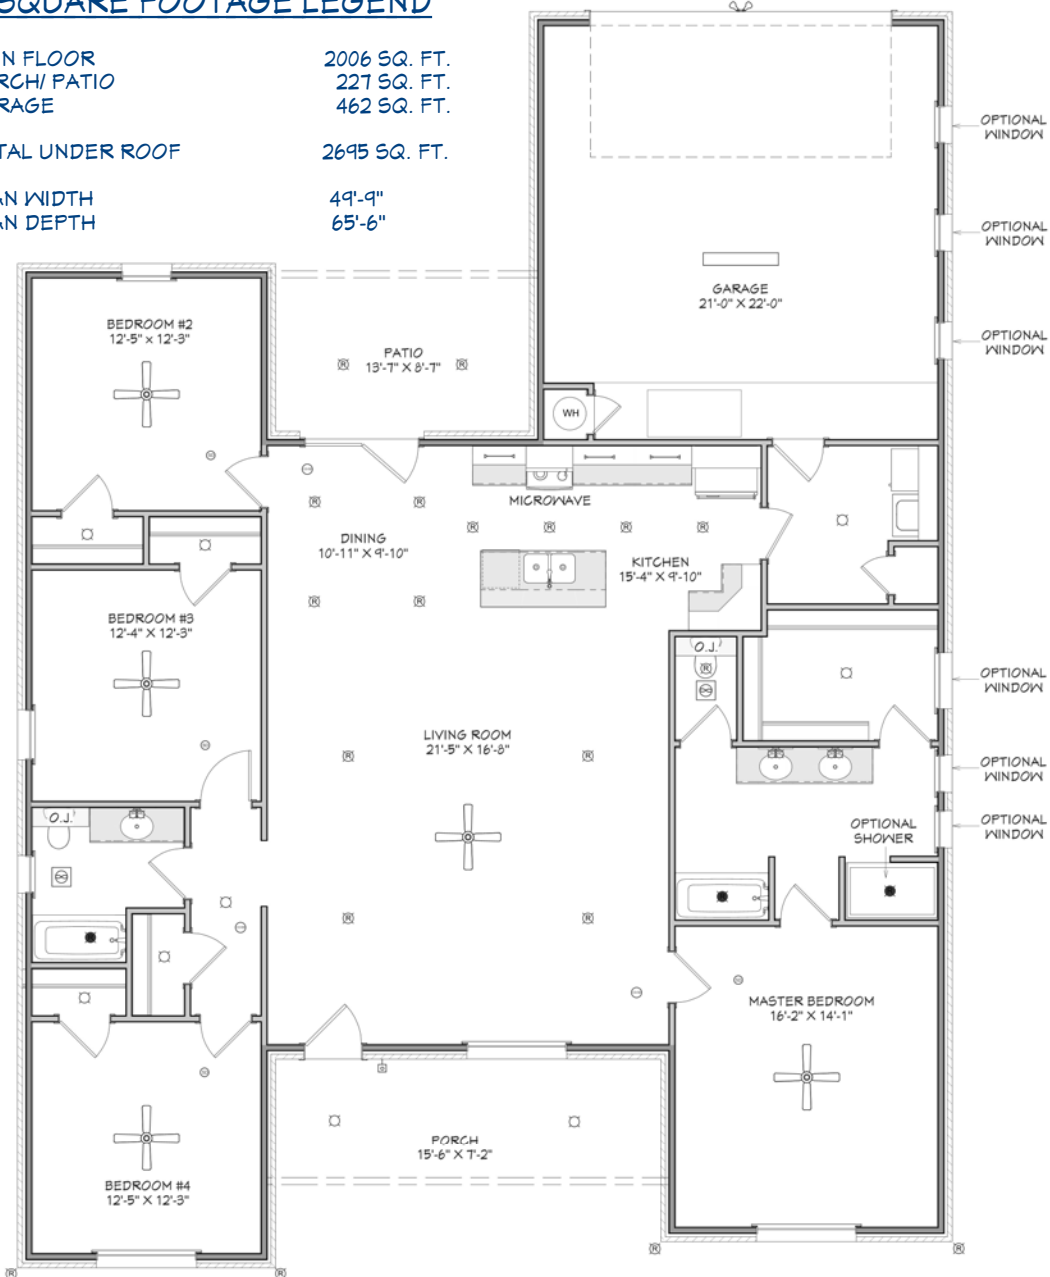 SQUARE FOOTAGE LEGEND
N FLOOR 2006 SQ. FT.
RCH/ PATIO 227 SQ. FT.
RAGE 462 SQ. FT.
TAL UNDER ROOF 2695 SQ. FT.
AN WIDTH 49'-9"
AN DEPTH 65'-6"
OPTIONAL
WINDOW
OPTIONAL
WINDOW
GARAGE
21'-0" X 22'-0"
BEDROOM #2
12'-5" X 12'-3"
OPTIONAL
WINDOW
PATIO
13'-7" X 8'-7"
R
R
WH
R
R
MICROWAVE
R
R
R
R
DINING
10'-11" X 9'-10"
KITCHEN
15'-4" X 9'-10"
R
R
BEDROOM #3
12'-4" X 12'-3"
O.J.
R
OPTIONAL
WINDOW
LIVING ROOM
21'-5" X 16'-8"
R
R
OPTIONAL
WINDOW
O.J.
OPTIONAL
SHOWER
OPTIONAL
WINDOW
R
R
MASTER BEDROOM
16'-2" X 14'-1"
PORCH
15'-6" X 7'-2"
BEDROOM #4
12'-5" X 12'-3"
R
R
R
R